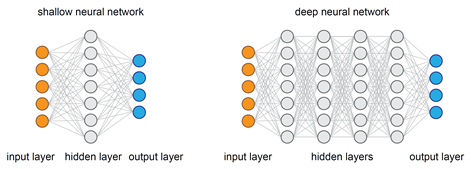 shallow neural network
deep neural network
input layer
hidden layer
output layer
input layer
hidden layers
output layer